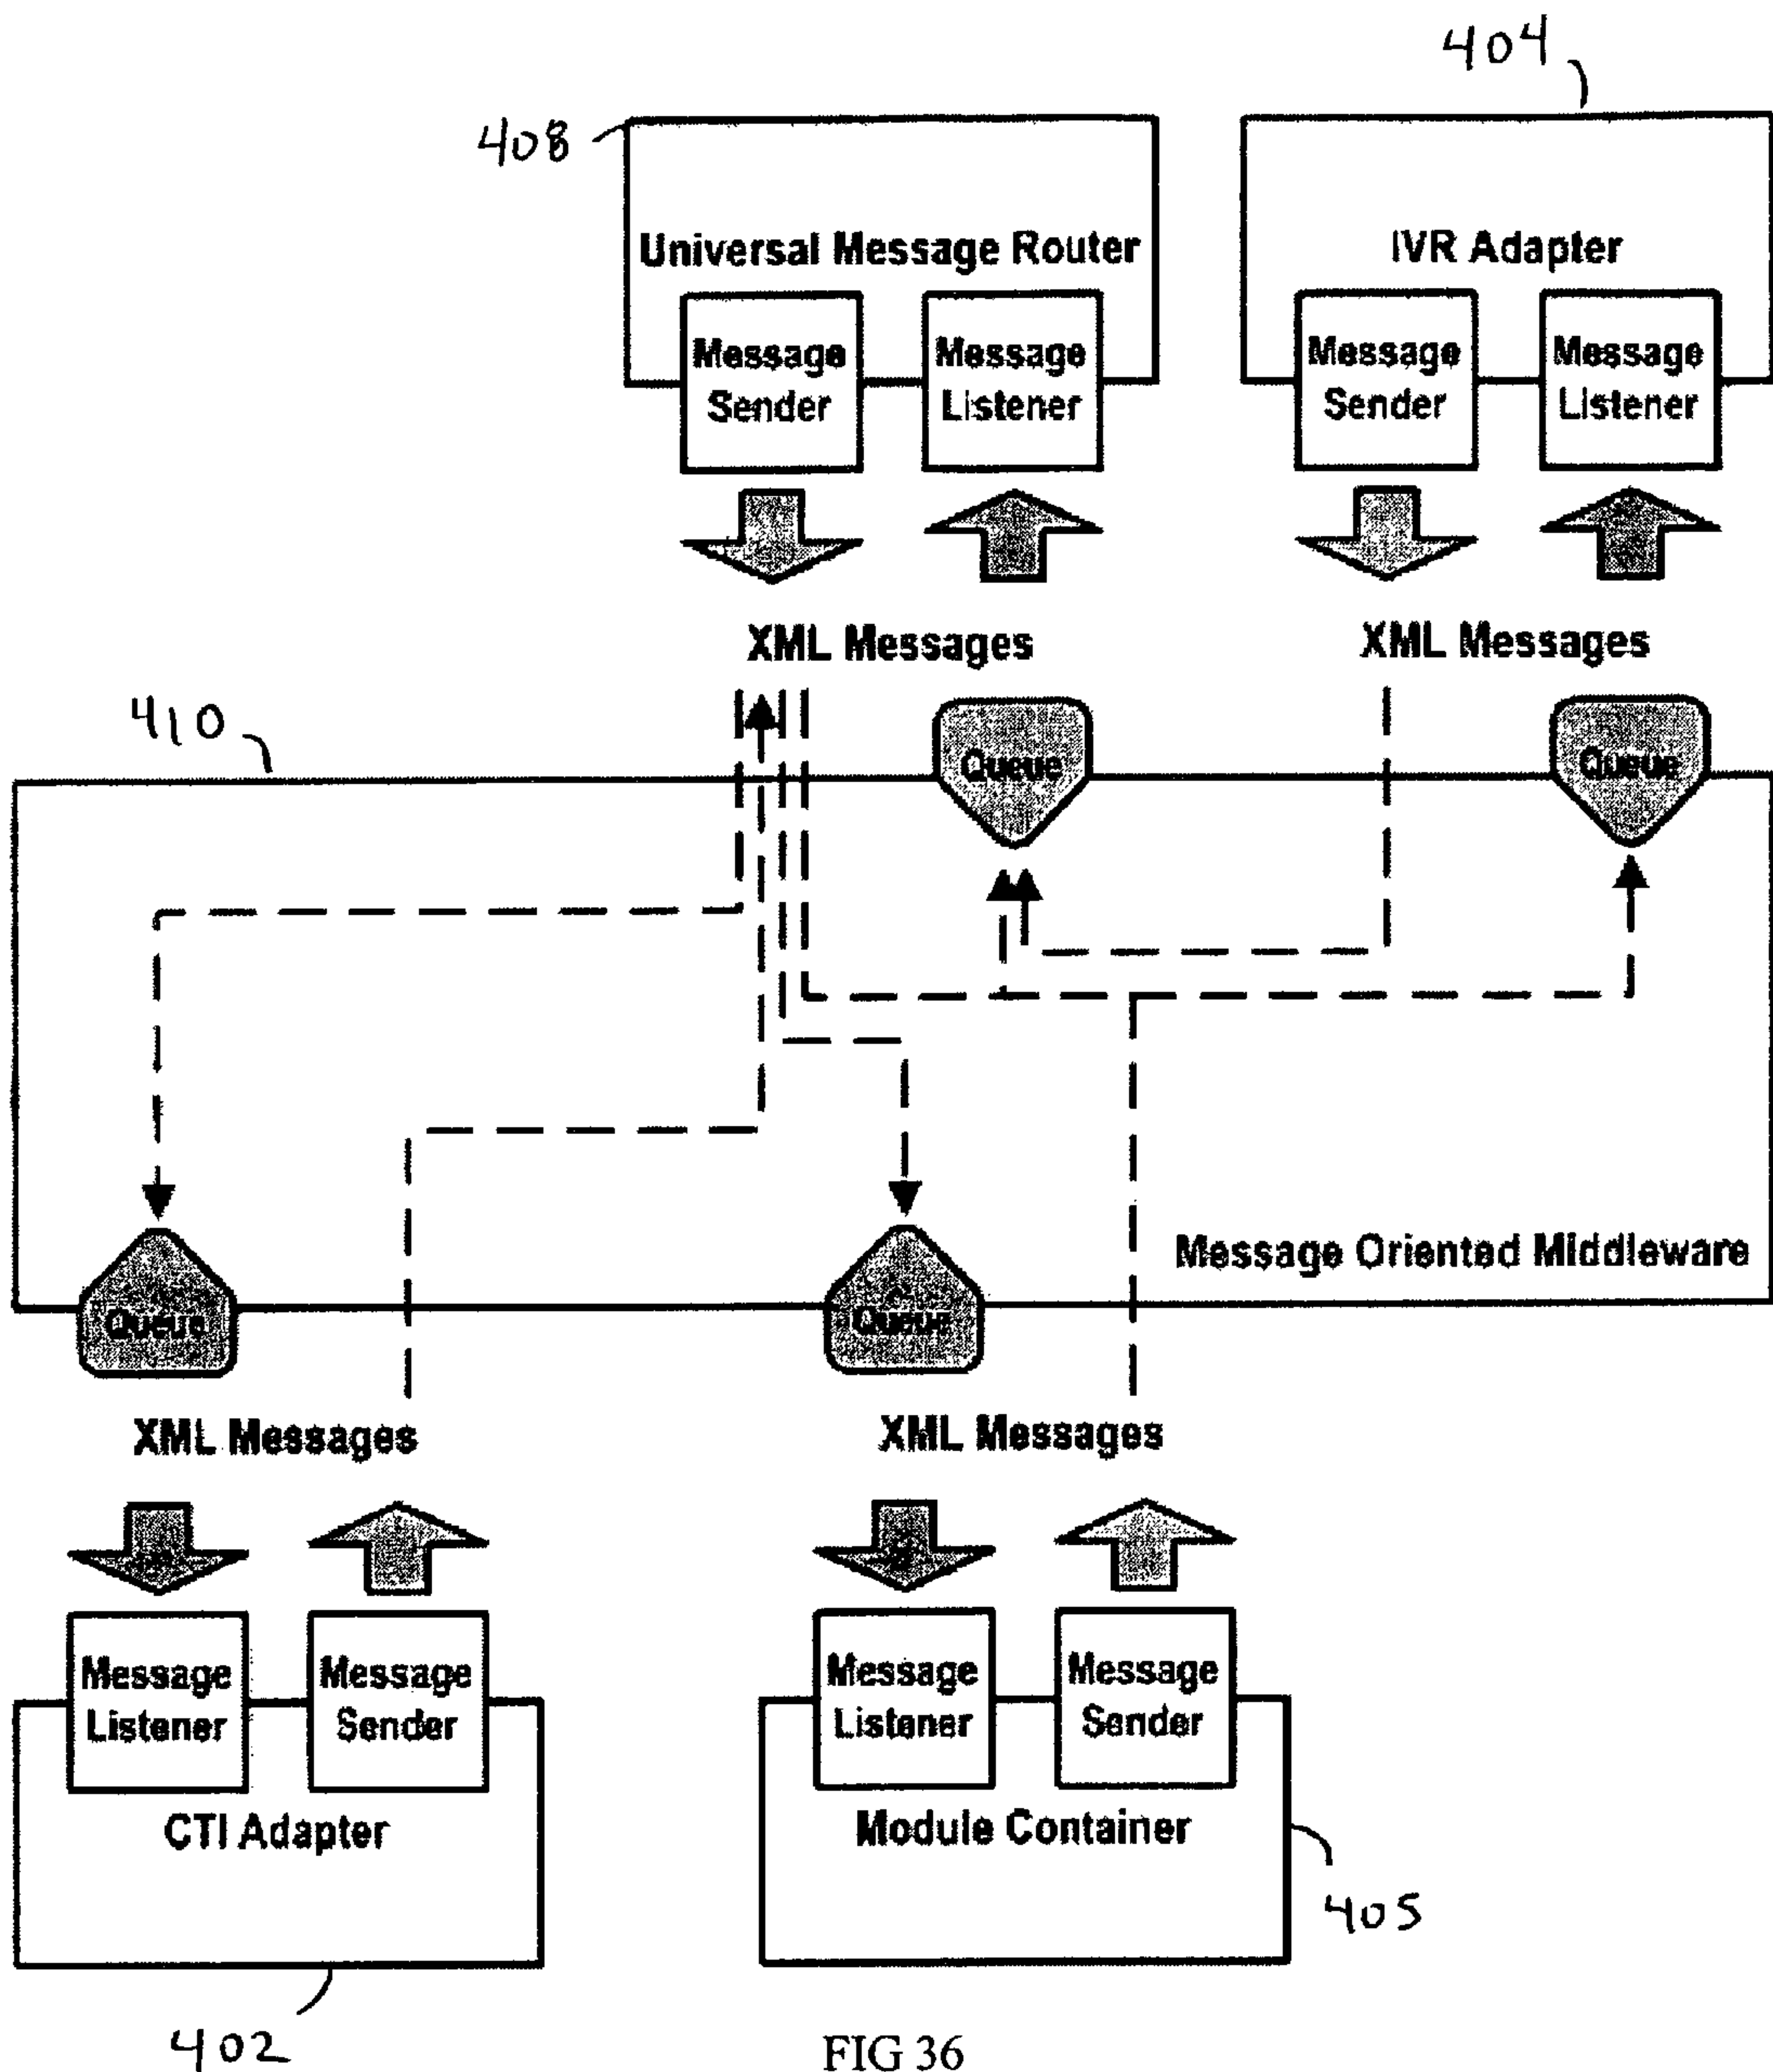 404
408
Universal Message Router
IVR Adapter
Message
Sender
Message
Listener
Message
Sender
Message
Listener
XML Messages
XML Messages
410
Queue
Queue
Message Oriented Middleware
Queue
Queue
XML Messages
XML Messages
Message
Listener
Message
Sender
Message
Listener
Message
Sender
CTI Adapter
Module Container
405
402
FIG 36